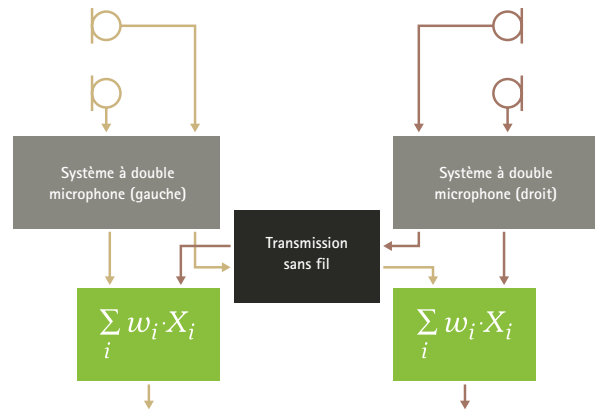 Système à double
microphone (gauche)
Système à double
microphone (droit)
Transmission
sans fil
∑ wᵢ·Xᵢ
i
∑ wᵢ·Xᵢ
i